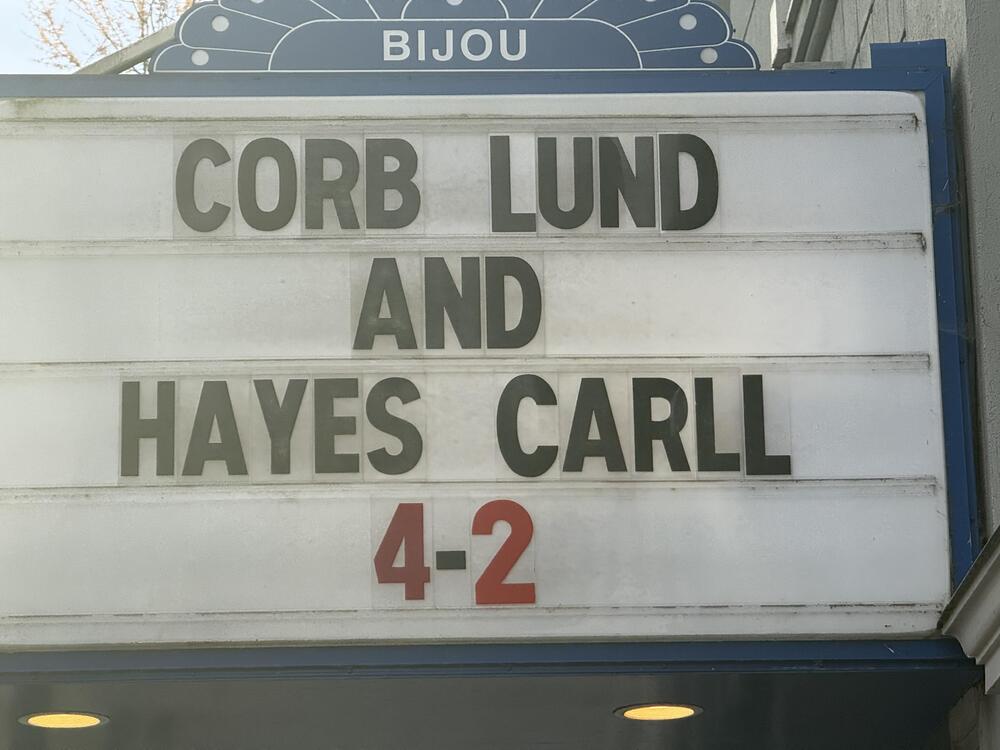 BIJOU
CORB LUND
AND
HAYES CARLL
4-2